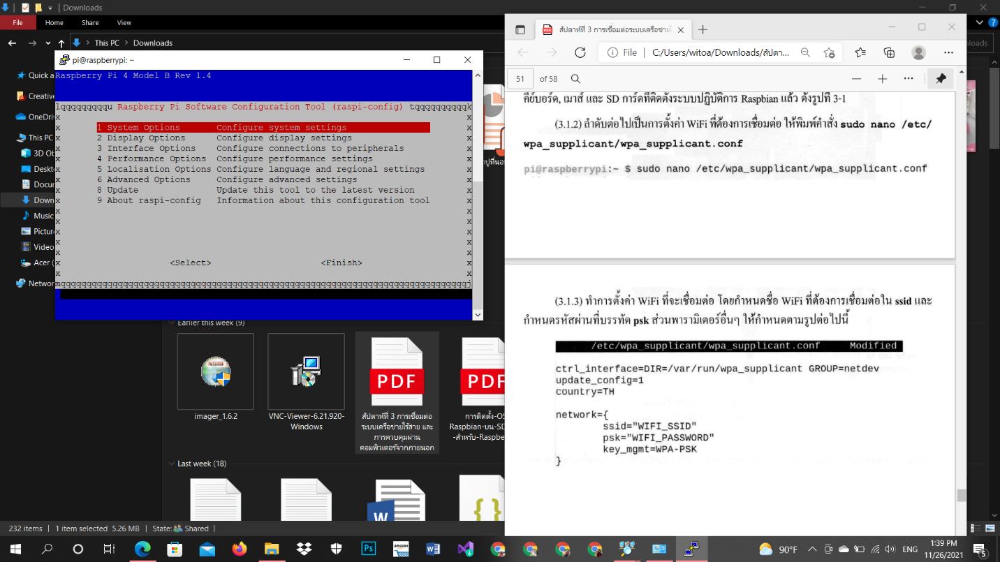 Downloads
File
Home
Share
View
This PC
Downloads
Quick a
Creative
OneDriv
This PC
3D Ob
Deskt
Docum
Down
Music
Pictur
Video
Acer (
Networ
pi@raspberrypi: ~
Raspberry Pi 4 Model B Rev 1.4
lqqqqqqqqqu Raspberry Pi Software Configuration Tool (raspi-config) tqqqqqqqqqqk
1 System Options Configure system settings
2 Display Options Configure display settings
3 Interface Options Configure connections to peripherals
4 Performance Options Configure performance settings
5 Localisation Options Configure language and regional settings
6 Advanced Options Configure advanced settings
8 Update Update this tool to the latest version
9 About raspi-config Information about this configuration tool
<Select> <Finish>
Earlier this week (9)
imager_1.6.2
VNC-Viewer-6.21.920-
Windows
PDF
สัปดาห์ที่ 3 การเชื่อมต่อ
ระบบเครือข่ายไร้สาย และ
การควบคุมผ่าน
คอมพิวเตอร์จากภายนอก
PDF
การติดตั้ง-OS
Raspbian-บน-SD
-สำหรับ-Raspbe
Last week (18)
232 items
1 item selected 5.26 MB
State: Shared
สัปดาห์ที่ 3 การเชื่อมต่อระบบเครือข่ายไ
File
C:/Users/witoa/Downloads/สัปดา...
51 of 58
คีย์บอร์ด, เมาส์ และ SD การ์ดที่ติดตั้งระบบปฏิบัติการ Raspbian แล้ว ดังรูปที่ 3-1
(3.1.2) ลำดับต่อไปเป็นการตั้งค่า WiFi ที่ต้องการเชื่อมต่อ ให้พิมพ์คำสั่ง sudo nano /etc/
wpa_supplicant/wpa_supplicant.conf
pi@raspberrypi:~ $ sudo nano /etc/wpa_supplicant/wpa_supplicant.conf
(3.1.3) ทำการตั้งค่า WiFi ที่จะเชื่อมต่อ โดยกำหนดชื่อ WiFi ที่ต้องการเชื่อมต่อใน ssid และ
กำหนดรหัสผ่านที่บรรทัด psk ส่วนพารามิเตอร์อื่นๆ ให้กำหนดตามรูปต่อไปนี้
/etc/wpa_supplicant/wpa_supplicant.conf Modified
ctrl_interface=DIR=/var/run/wpa_supplicant GROUP=netdev
update_config=1
country=TH
network={
ssid="WIFI_SSID"
psk="WIFI_PASSWORD"
key_mgmt=WPA-PSK
}
90°F
ENG
1:39 PM
11/26/2021
5